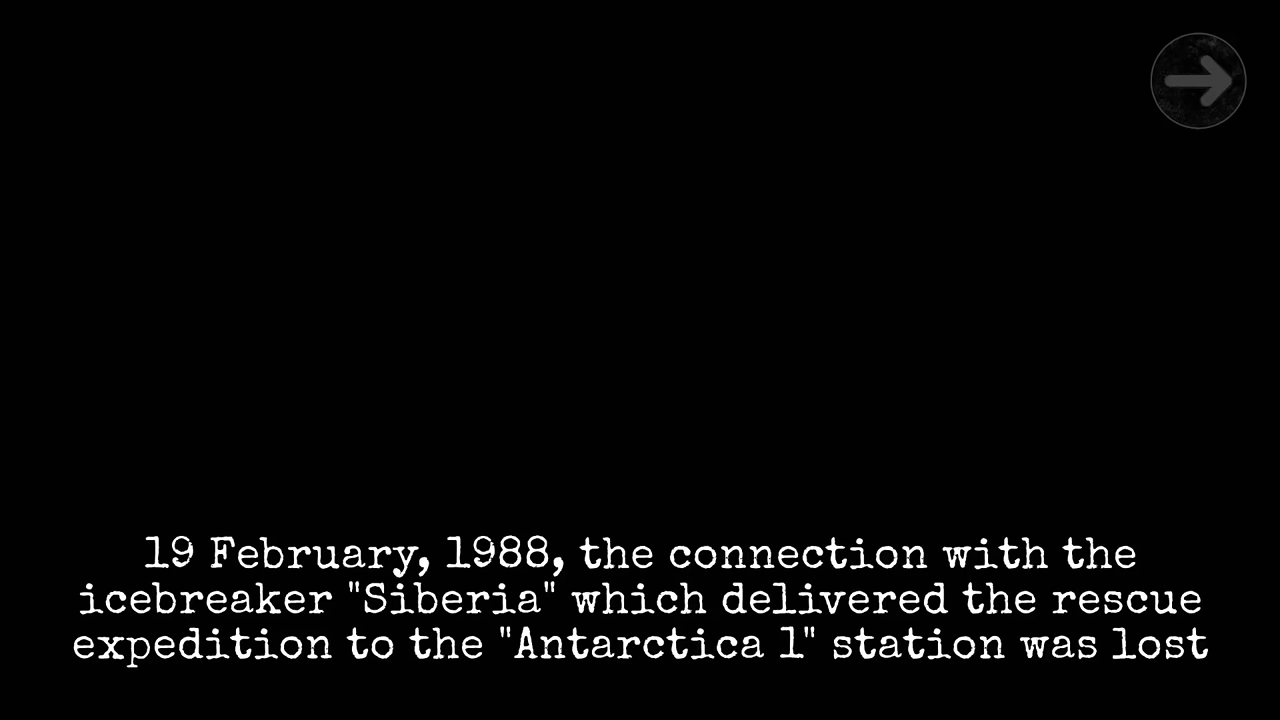 19 February, 1988, the connection with the
icebreaker "Siberia" which delivered the rescue
expedition to the "Antarctica 1" station was lost